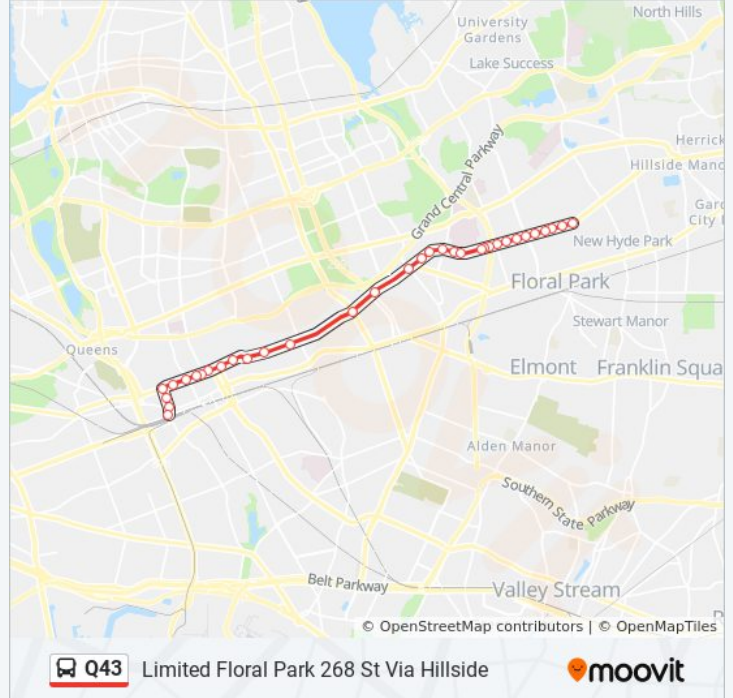 North Hills
University
Gardens
Lake Success
Herrick
Hillside Mano
Grand Central Parkway
Gard
City P
New Hyde Park
Floral Park
Stewart Manor
Queens
Elmont
Franklin Squa
Alden Manor
Southern State Parkway
Belt Parkway
Valley Stream
© OpenStreetMap contributors | © OpenMapTiles
Q43
Limited Floral Park 268 St Via Hillside
moovit